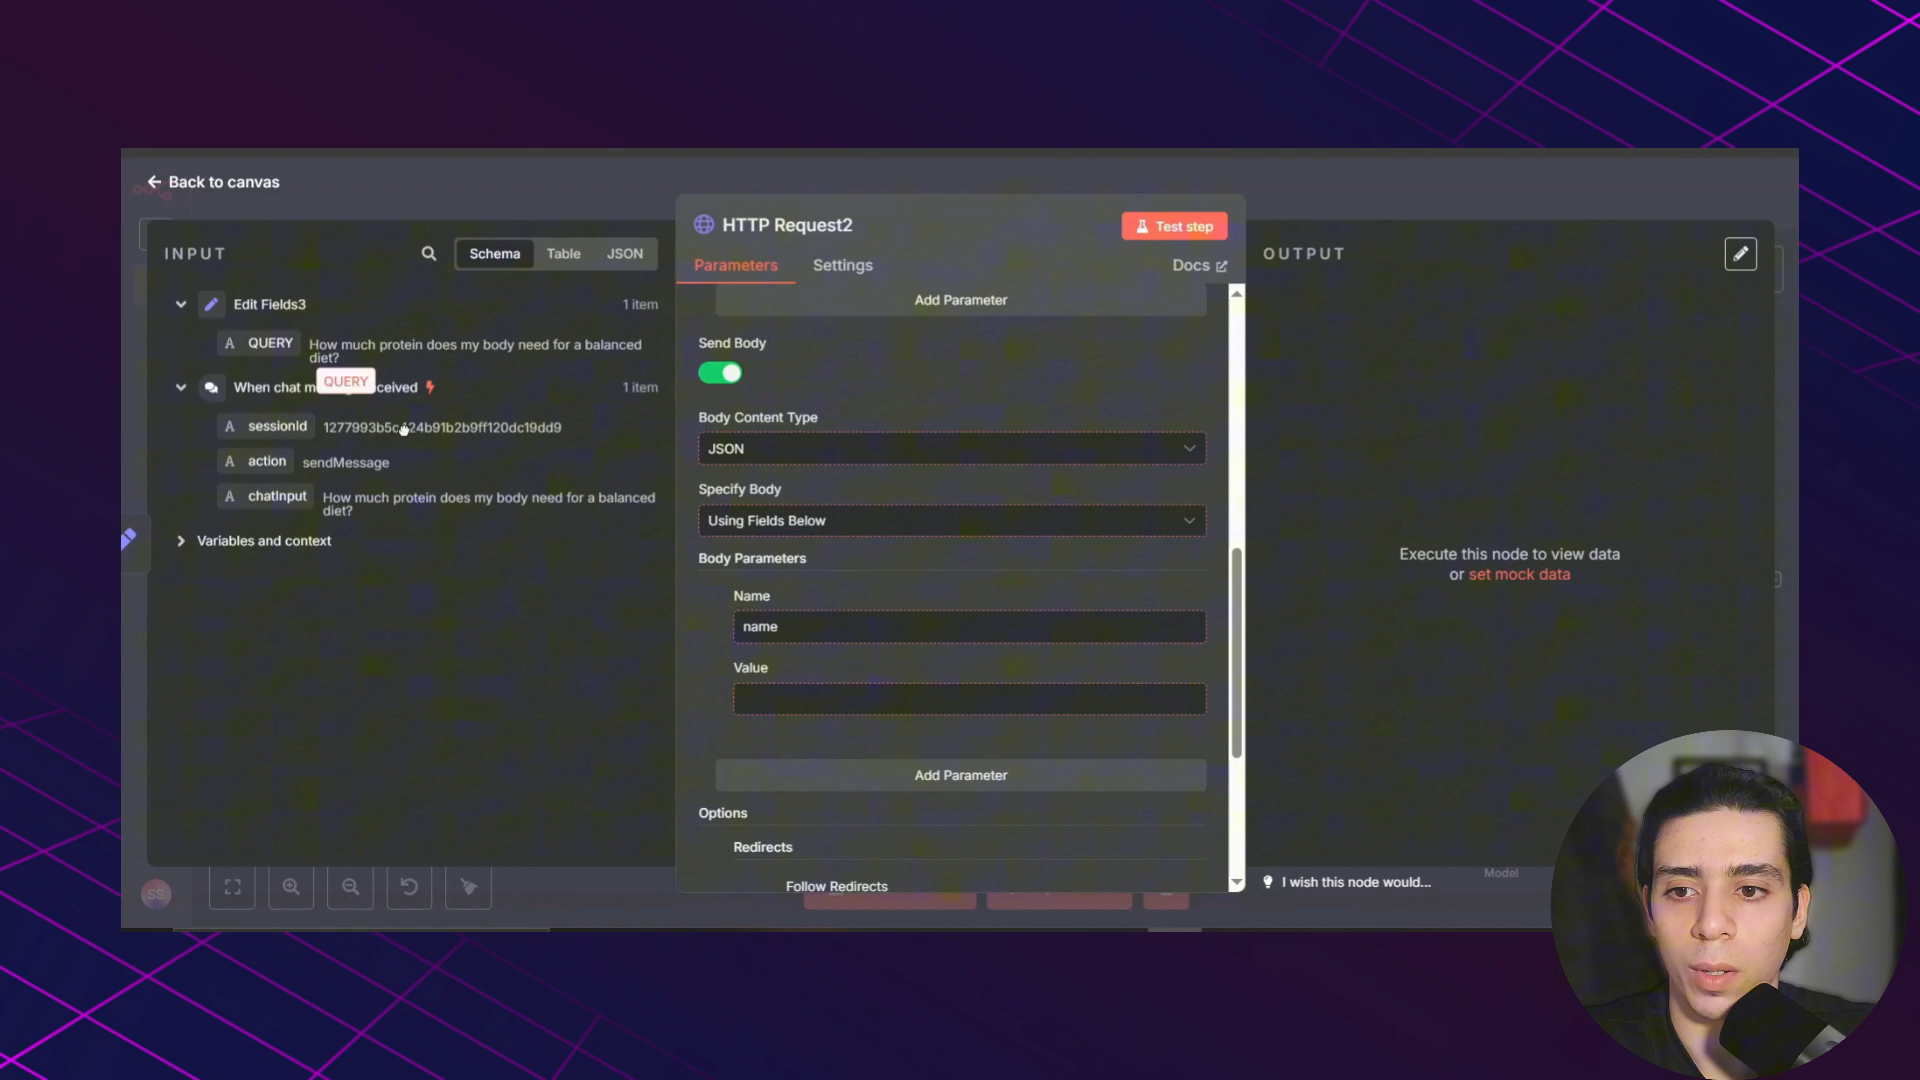 Back to canvas
INPUT
Schema
Table
JSON
Edit Fields3
1 item
A QUERY
How much protein does my body need for a balanced
diet?
When chat m
QUERY
ceived
1 item
A sessionId
A action
sendMessage
A chatInput
How much protein does my body need for a balanced
diet?
Variables and context
HTTP Request2
Test step
Parameters
Settings
Docs
Add Parameter
Send Body
Body Content Type
JSON
Specify Body
Using Fields Below
Body Parameters
Name
name
Value
Add Parameter
Options
Redirects
Follow Redirects
OUTPUT
Execute this node to view data
or set mock data
I wish this node would...
Model
SS